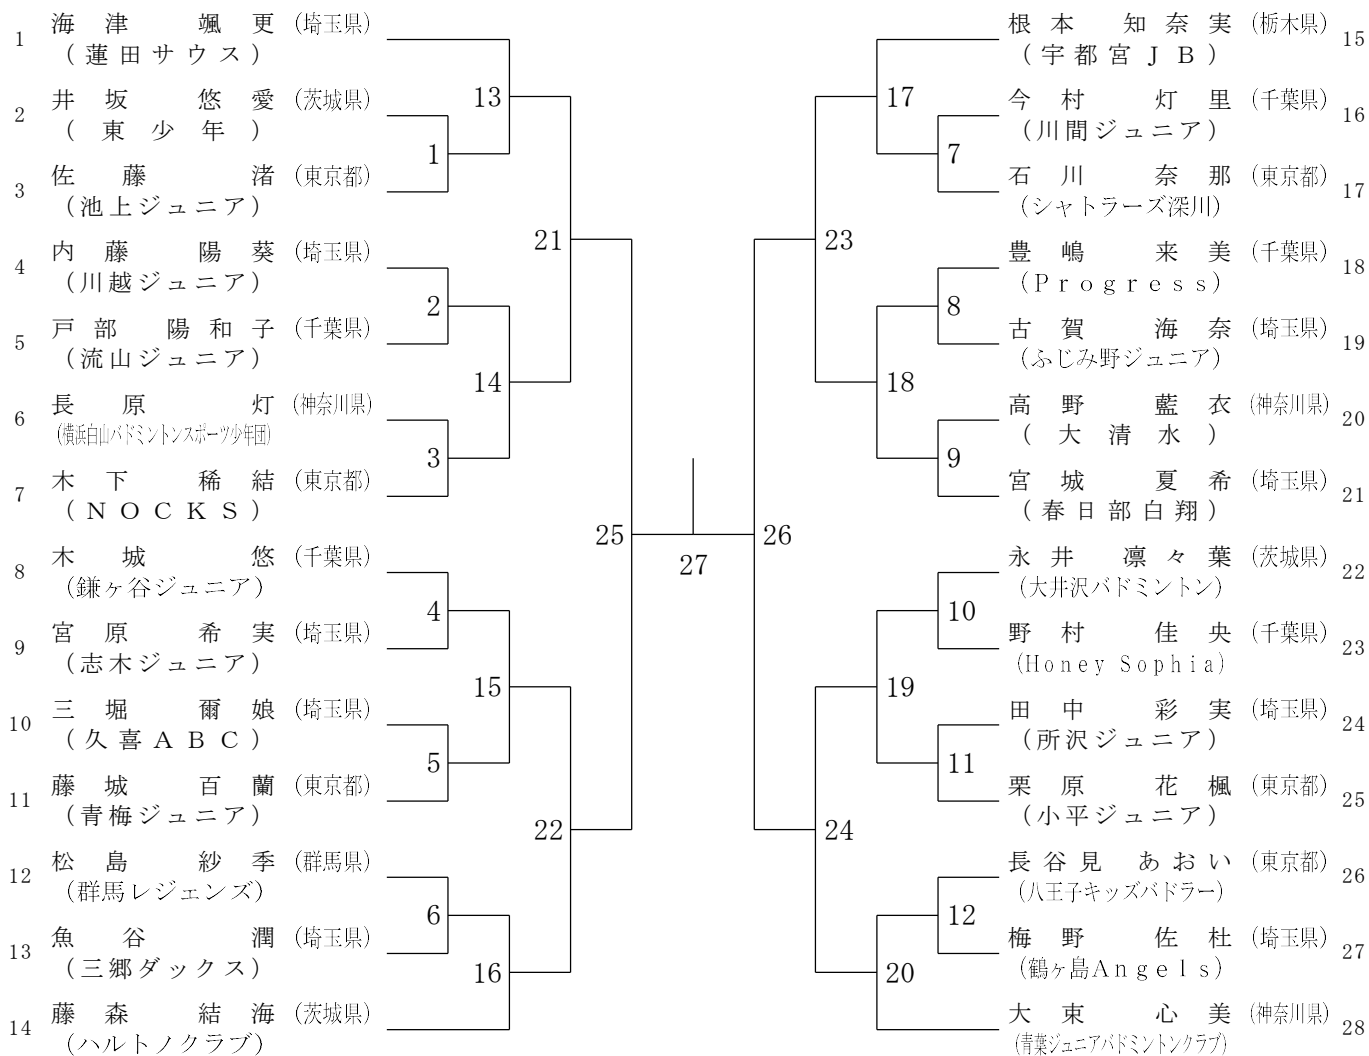 1 海津 颯更 (埼玉県)
(蓮田サウス)
2 井坂 悠愛 (茨城県)
(東少年)
3 佐藤 渚 (東京都)
(池上ジュニア)
4 内藤 陽葵 (埼玉県)
(川越ジュニア)
5 戸部 陽和子 (千葉県)
(流山ジュニア)
6 長原 灯 (神奈川県)
(横浜白山バドミントンスポーツ少年団)
7 木下 稀結 (東京都)
(NOCKS)
8 木城 悠 (千葉県)
(鎌ヶ谷ジュニア)
9 宮原 希実 (埼玉県)
(志木ジュニア)
10 三堀 爾娘 (埼玉県)
(久喜ABC)
11 藤城 百蘭 (東京都)
(青梅ジュニア)
12 松島 紗季 (群馬県)
(群馬レジェンズ)
13 魚谷 潤 (埼玉県)
(三郷ダックス)
14 藤森 結海 (茨城県)
(ハルトノクラブ)
13
1
21
2
14
3
25
4
15
5
22
6
16
27
17
7
23
8
18
9
26
10
19
11
24
12
20
根本 知奈実 (栃木県) 15
(宇都宮JB)
今村 灯里 (千葉県) 16
(川間ジュニア)
石川 奈那 (東京都) 17
(シャトラーズ深川)
豊嶋 来美 (千葉県) 18
(Progress)
古賀 海奈 (埼玉県) 19
(ふじみ野ジュニア)
高野 藍衣 (神奈川県) 20
(大清水)
宮城 夏希 (埼玉県) 21
(春日部白翔)
永井 凛々葉 (茨城県) 22
(大井沢バドミントン)
野村 佳央 (千葉県) 23
(Honey Sophia)
田中 彩実 (埼玉県) 24
(所沢ジュニア)
栗原 花楓 (東京都) 25
(小平ジュニア)
長谷見 あおい (東京都) 26
(八王子キッズバドラー)
梅野 佐杜 (埼玉県) 27
(鶴ヶ島Angels)
大東 心美 (神奈川県) 28
(青葉ジュニアバドミントンクラブ)